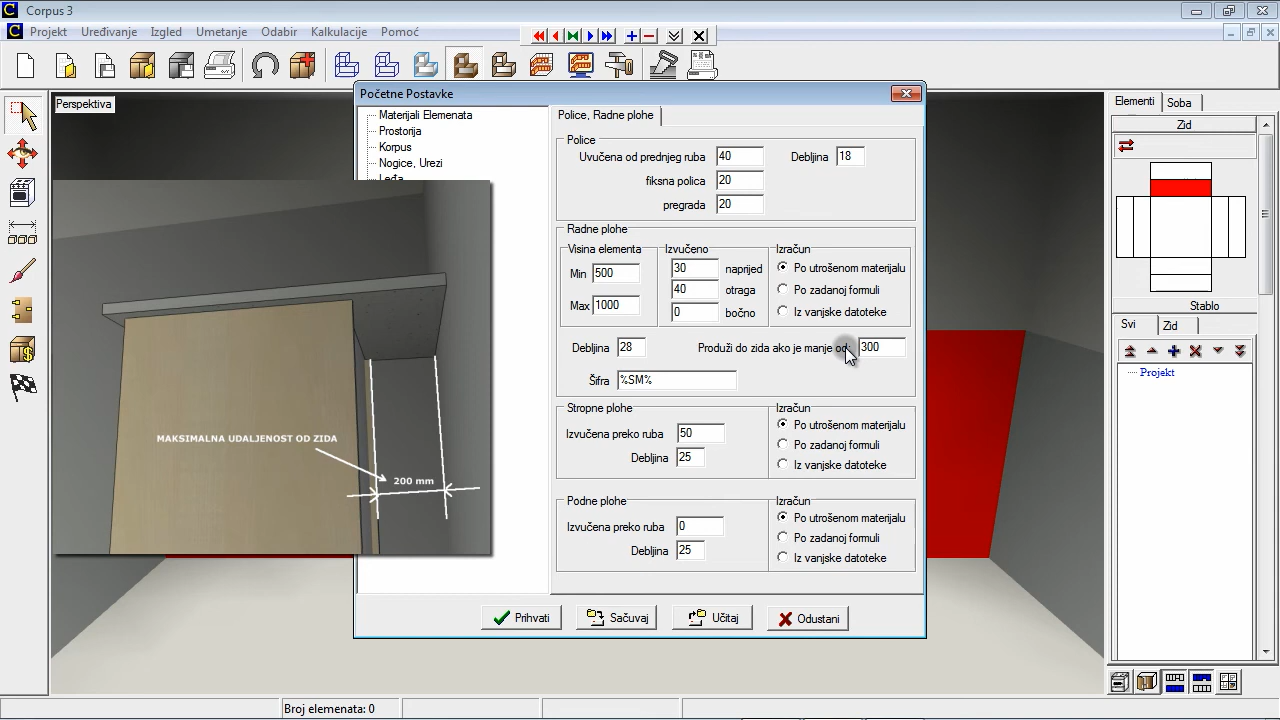 Corpus 3
Projekt Uređivanje Izgled Umetanje Odabir Kalkulacije Pomoć
Perspektiva
Početne Postavke
Materijali Elemenata
Prostorija
Korpus
Nogice, Urezi
Leđa
Police, Radne plohe
Police
Uvučena od prednjeg ruba 40 Debljina 18
fiksna polica 20
pregrada 20
Radne plohe
Visina elementa Izvučeno Izračun
Min 500 30 naprijed Po utrošenom materijalu
40 otraga Po zadanoj formuli
Max 1000 0 bočno Iz vanjske datoteke
Debljina 28 Produži do zida ako je manje od: 300
Šifra %SM%
Stropne plohe Izračun
Izvučena preko ruba 50 Po utrošenom materijalu
Po zadanoj formuli
Debljina 25 Iz vanjske datoteke
Podne plohe Izračun
Izvučena preko ruba 0 Po utrošenom materijalu
Po zadanoj formuli
Debljina 25 Iz vanjske datoteke
Prihvati Sačuvaj Učitaj Odustani
MAKSIMALNA UDALJENOST OD ZIDA
200 mm
Elementi Soba
Zid
Stablo
Svi Zid
Projekt
Broj elemenata: 0